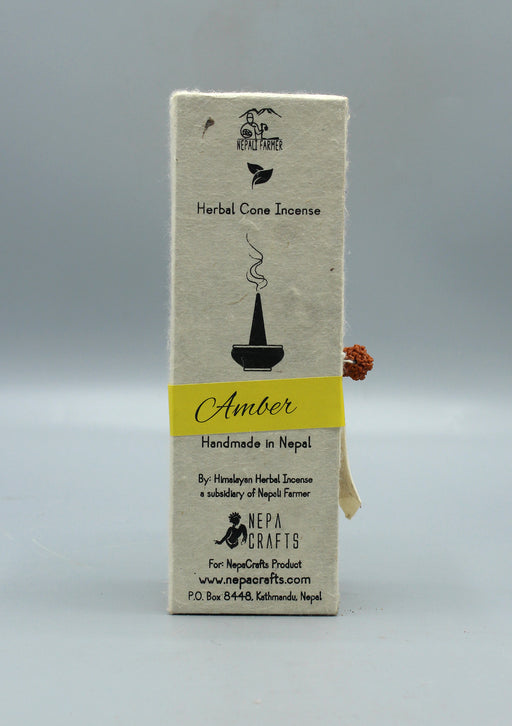 NEPALI FARMER
Herbal Cone Incense
Amber
Handmade in Nepal
By: Himalayan Herbal Incense
a subsidiary of Nepali Farmer
NEPA
CRAFTS
For: NepaCrafts Product
www.nepacrafts.com
P.O. Box 8448, Kathmandu, Nepal